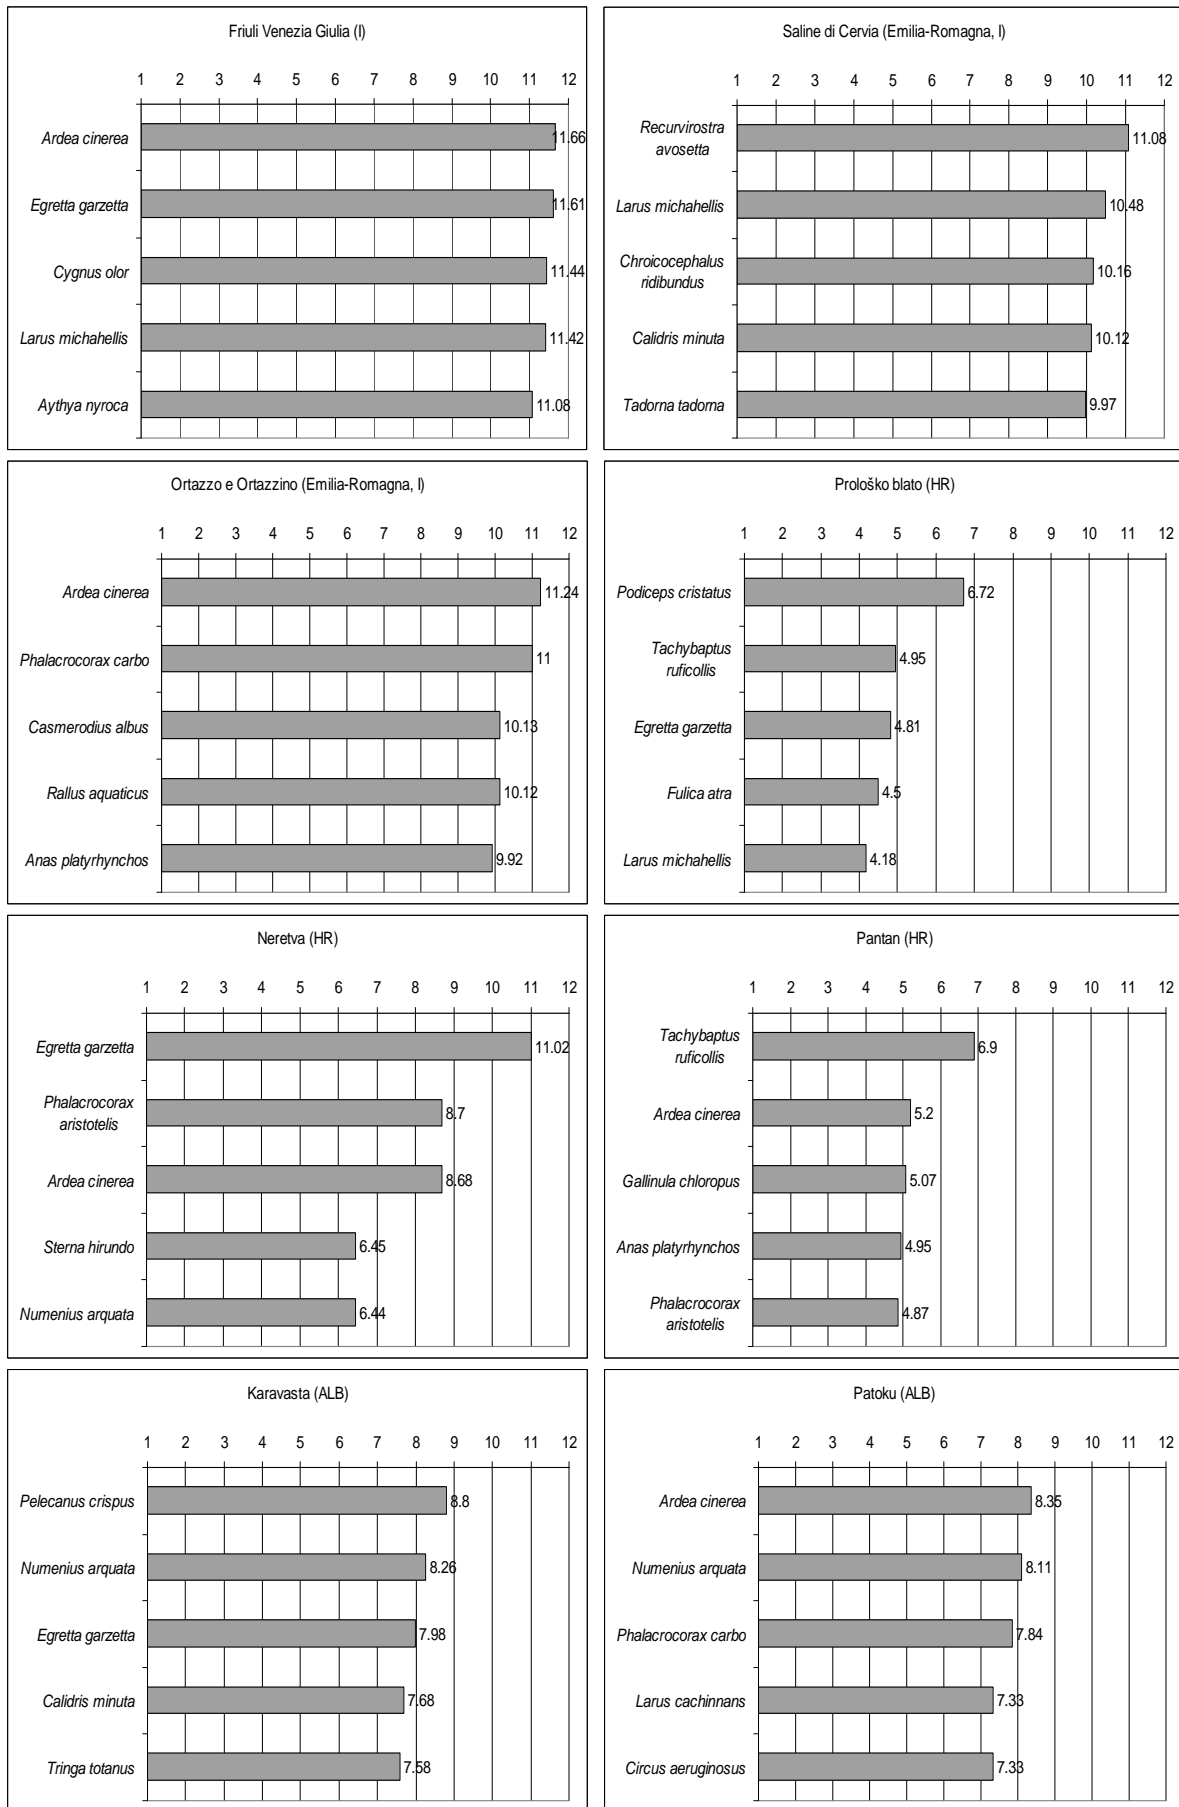 Friuli Venezia Giulia (I)
1 2 3 4 5 6 7 8 9 10 11 12
Ardea cinerea 11.66
Egretta garzetta 11.61
Cygnus olor 11.44
Larus michahellis 11.42
Aythya nyroca 11.08
Saline di Cervia (Emilia-Romagna, I)
1 2 3 4 5 6 7 8 9 10 11 12
Recurvirostra
avosetta 11.08
Larus michahellis 10.48
Chroicocephalus
ridibundus 10.16
Calidris minuta 10.12
Tadorna tadorna 9.97
Ortazzo e Ortazzino (Emilia-Romagna, I)
1 2 3 4 5 6 7 8 9 10 11 12
Ardea cinerea 11.24
Phalacrocorax carbo 11
Casmerodius albus 10.13
Rallus aquaticus 10.12
Anas platyrhynchos 9.92
Prološko blato (HR)
1 2 3 4 5 6 7 8 9 10 11 12
Podiceps cristatus 6.72
Tachybaptus
ruficollis 4.95
Egretta garzetta 4.81
Fulica atra 4.5
Larus michahellis 4.18
Neretva (HR)
1 2 3 4 5 6 7 8 9 10 11 12
Egretta garzetta 11.02
Phalacrocorax
aristotelis 8.7
Ardea cinerea 8.68
Sterna hirundo 6.45
Numenius arquata 6.44
Pantan (HR)
1 2 3 4 5 6 7 8 9 10 11 12
Tachybaptus
ruficollis 6.9
Ardea cinerea 5.2
Gallinula chloropus 5.07
Anas platyrhynchos 4.95
Phalacrocorax
aristotelis 4.87
Karavasta (ALB)
1 2 3 4 5 6 7 8 9 10 11 12
Pelecanus crispus 8.8
Numenius arquata 8.26
Egretta garzetta 7.98
Calidris minuta 7.68
Tringa totanus 7.58
Patoku (ALB)
1 2 3 4 5 6 7 8 9 10 11 12
Ardea cinerea 8.35
Numenius arquata 8.11
Phalacrocorax carbo 7.84
Larus cachinnans 7.33
Circus aeruginosus 7.33